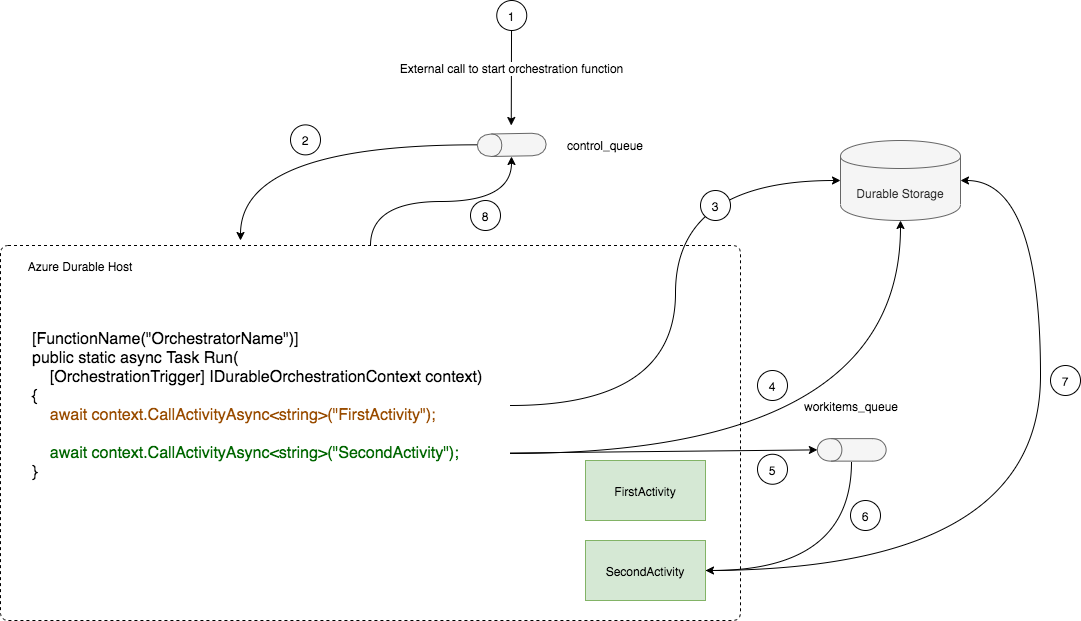 1
External call to start orchestration function
2
control_queue
Durable Storage
3
8
Azure Durable Host
[FunctionName("OrchestratorName")]
public static async Task Run(
[OrchestrationTrigger] IDurableOrchestrationContext context)
{
await context.CallActivityAsync<string>("FirstActivity");
await context.CallActivityAsync<string>("SecondActivity");
}
4
7
workitems_queue
5
FirstActivity
6
SecondActivity